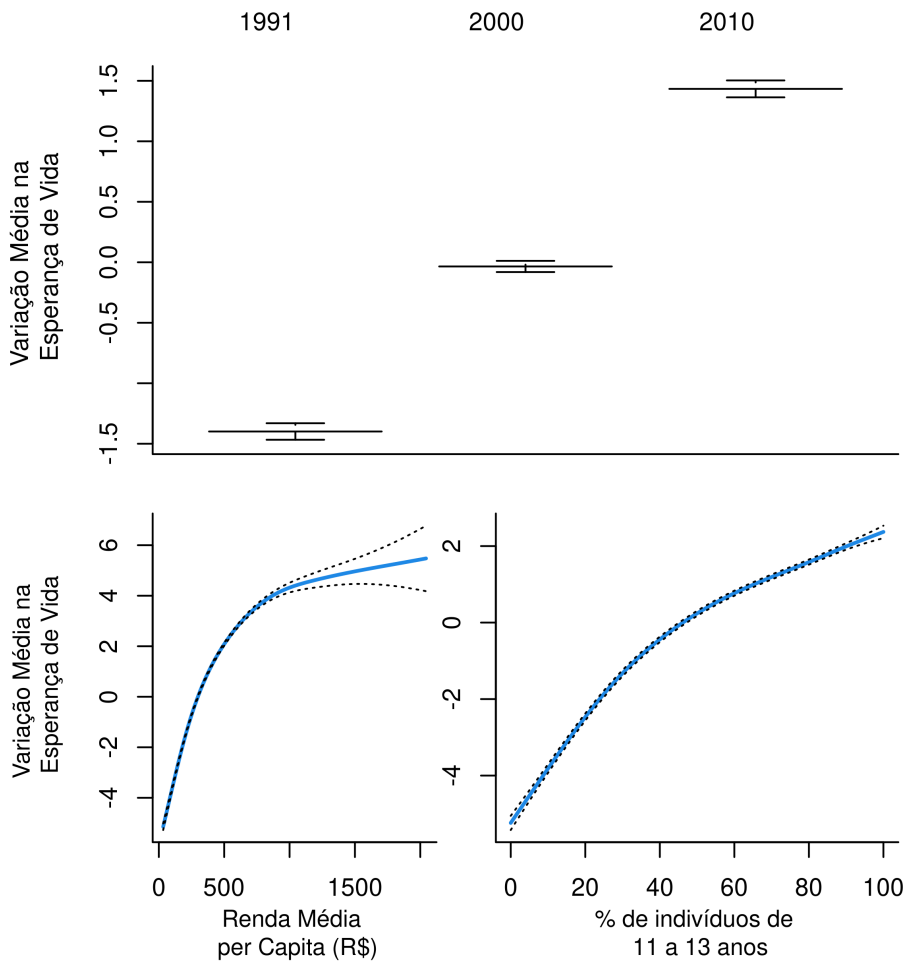 1991 2000 2010
Variação Média na
Esperança de Vida
1.5
1.0
0.5
0.0
-0.5
-1.5
Variação Média na
Esperança de Vida
6
4
2
0
-2
-4
0 500 1500
Renda Média
per Capita (R$)
2
0
-2
-4
0 20 40 60 80 100
% de indivíduos de
11 a 13 anos